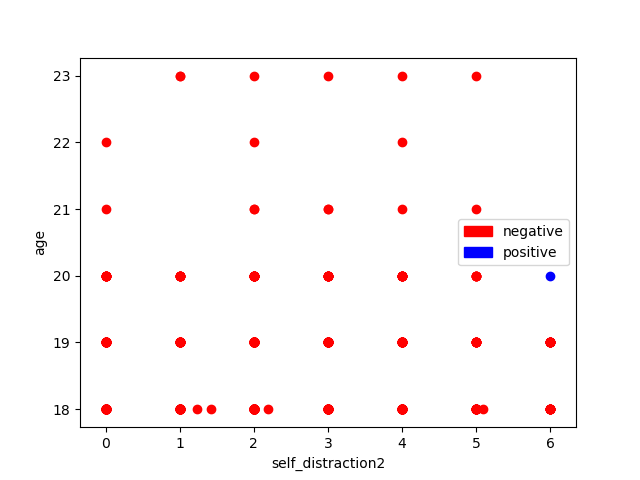 23
22
21
20
19
18
age
negative
positive
0 1 2 3 4 5 6
self_distraction2